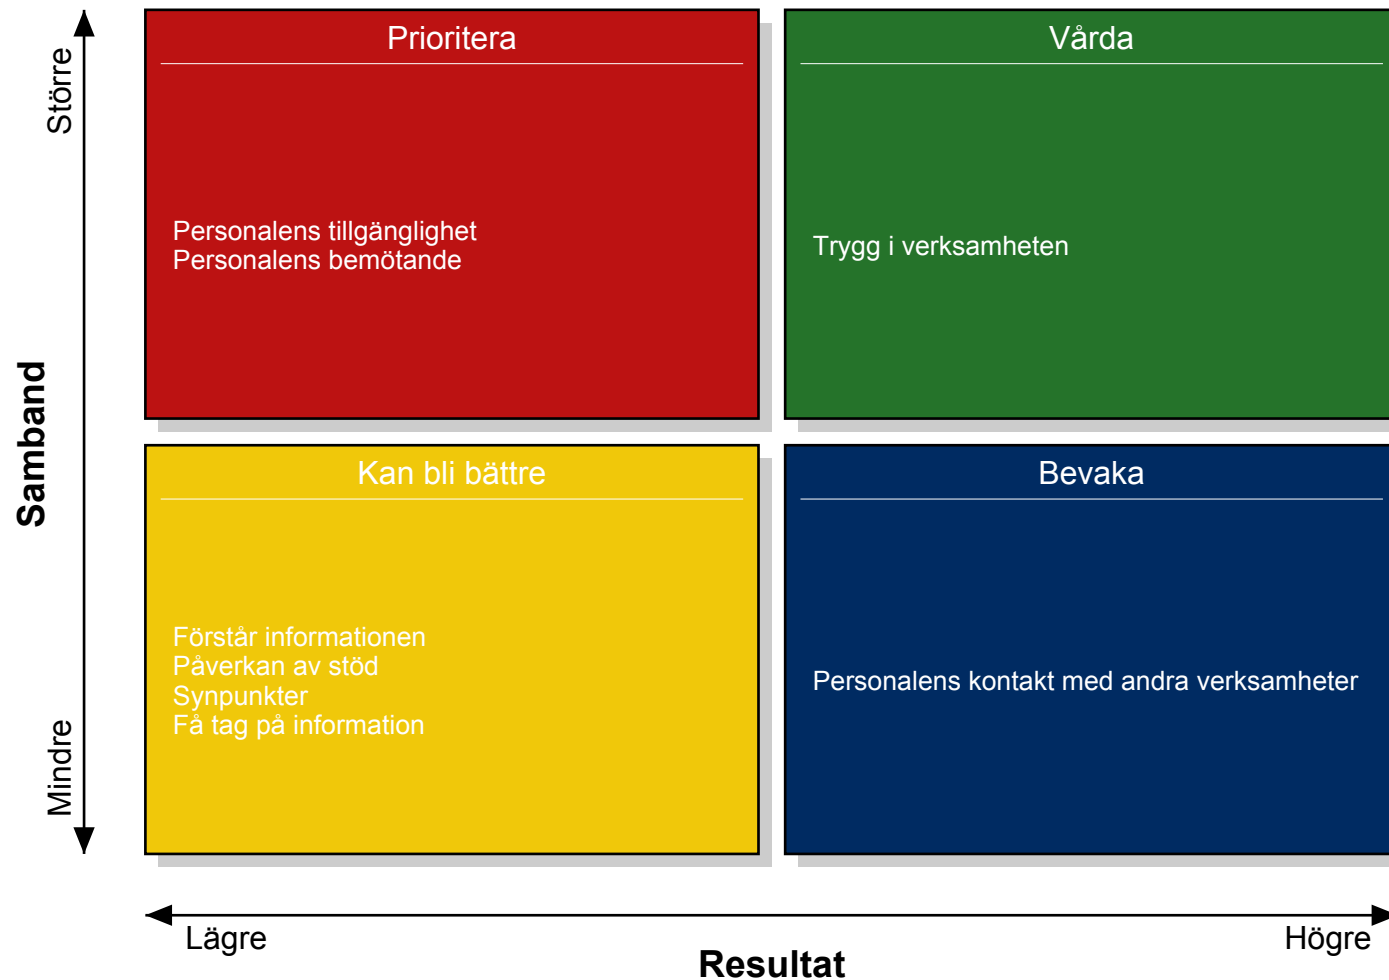 Större
Samband
Mindre
Prioritera
Personalens tillgänglighet
Personalens bemötande
Vårda
Trygg i verksamheten
Kan bli bättre
Förstår informationen
Påverkan av stöd
Synpunkter
Få tag på information
Bevaka
Personalens kontakt med andra verksamheter
Lägre
Högre
Resultat